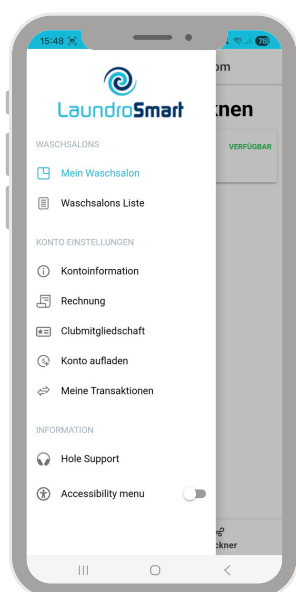 15:48
78
om
LaundroSmart
nen
WASCHSALONS
VERFÜGBAR
Mein Waschsalon
Waschsalons Liste
KONTO EINSTELLUNGEN
Kontoinformation
Rechnung
Clubmitgliedschaft
Konto aufladen
Meine Transaktionen
INFORMATION
Hole Support
Accessibility menu
ckner